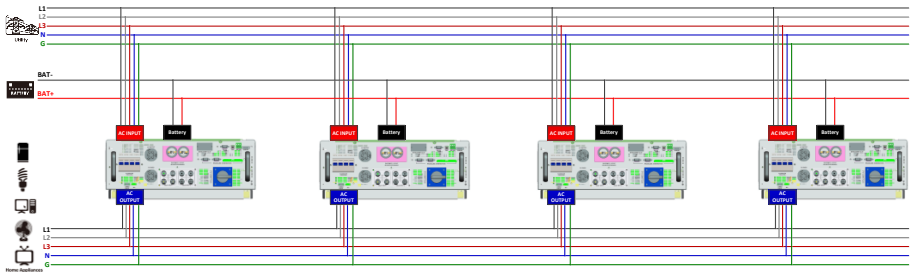 L1
L2
L3
N
G
Utility
BAT-
BATTERY
BAT+
AC INPUT
Battery
AC INPUT
Battery
AC INPUT
Battery
AC INPUT
Battery
AC
OUTPUT
AC
OUTPUT
AC
OUTPUT
AC
OUTPUT
L1
L2
L3
N
G
Home Appliances